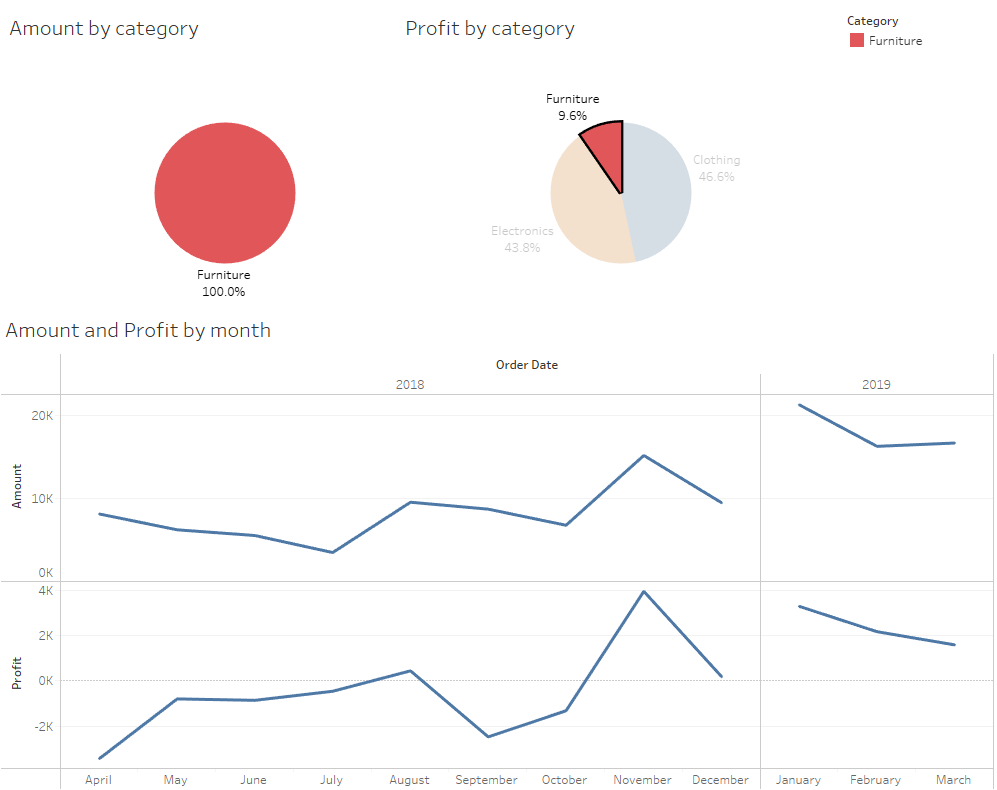 Amount by category
Profit by category
Category
Furniture
Furniture
9.6%
Clothing
46.6%
Electronics
43.8%
Furniture
100.0%
Amount and Profit by month
Order Date
2018
2019
20K
10K
0K
Amount
4K
2K
0K
-2K
Profit
April
May
June
July
August
September
October
November
December
January
February
March